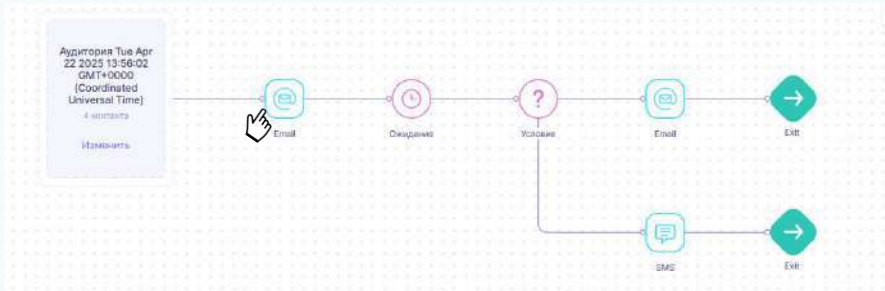 Аудитория Tue Apr
22 2025 13:56:02
GMT+0000
(Coordinated
Universal Time)
4 контакта
Изменить
Email
Ожидание
?
Условие
Email
Exit
SMS
Exit